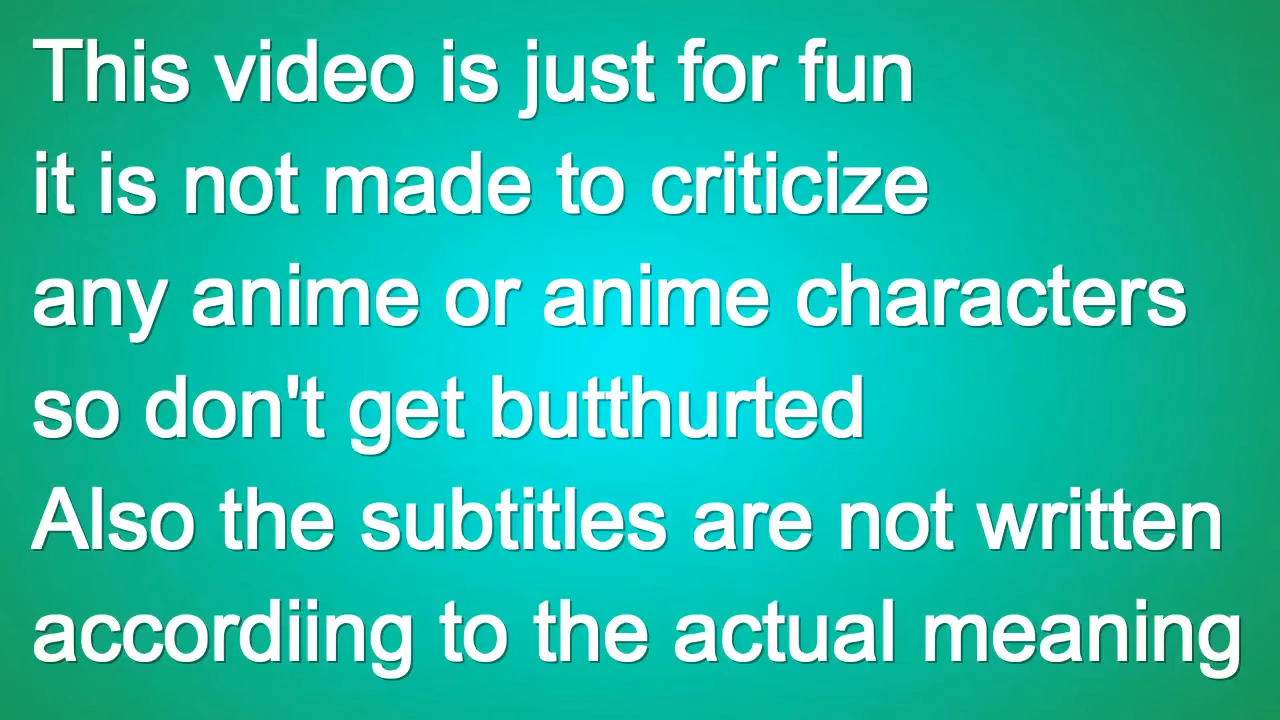 This video is just for fun
it is not made to criticize
any anime or anime characters
so don't get butthurted
Also the subtitles are not written
accordiing to the actual meaning